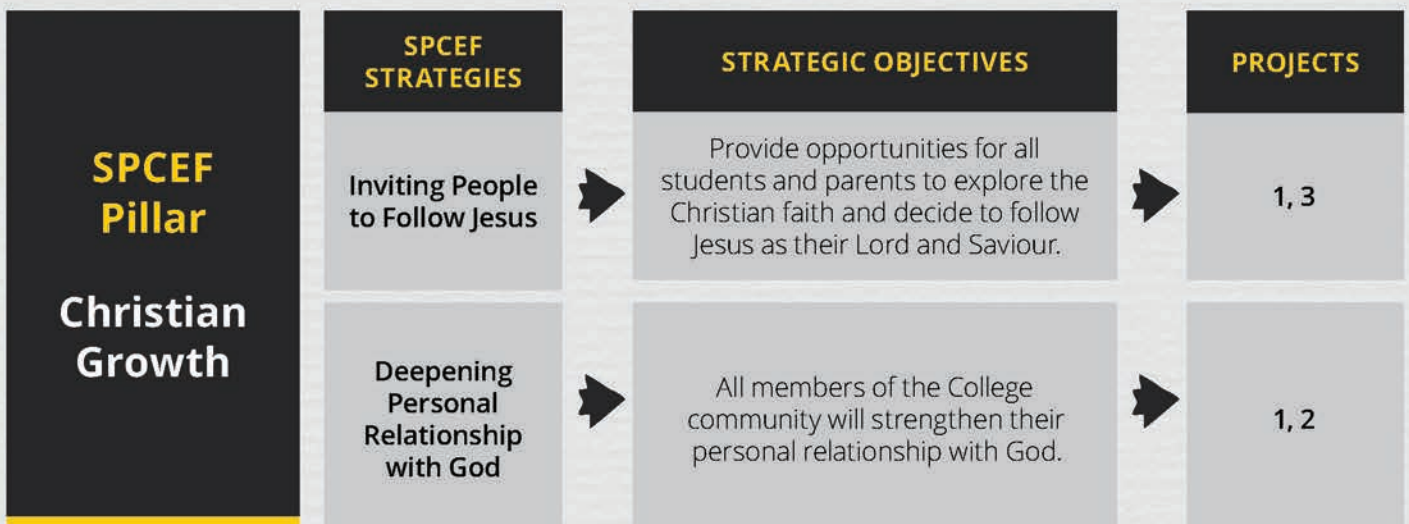 SPCEF
Pillar
Christian
Growth
SPCEF
STRATEGIES
STRATEGIC OBJECTIVES
PROJECTS
Inviting People
to Follow Jesus
Provide opportunities for all
students and parents to explore the
Christian faith and decide to follow
Jesus as their Lord and Saviour.
1, 3
Deepening
Personal
Relationship
with God
All members of the College
community will strengthen their
personal relationship with God.
1, 2